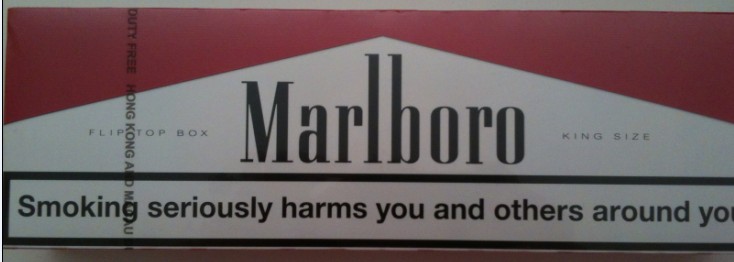 DUTY FREE HONG KONG AND MACAU
FLIP TOP BOX
Marlboro
KING SIZE
Smoking seriously harms you and others around you